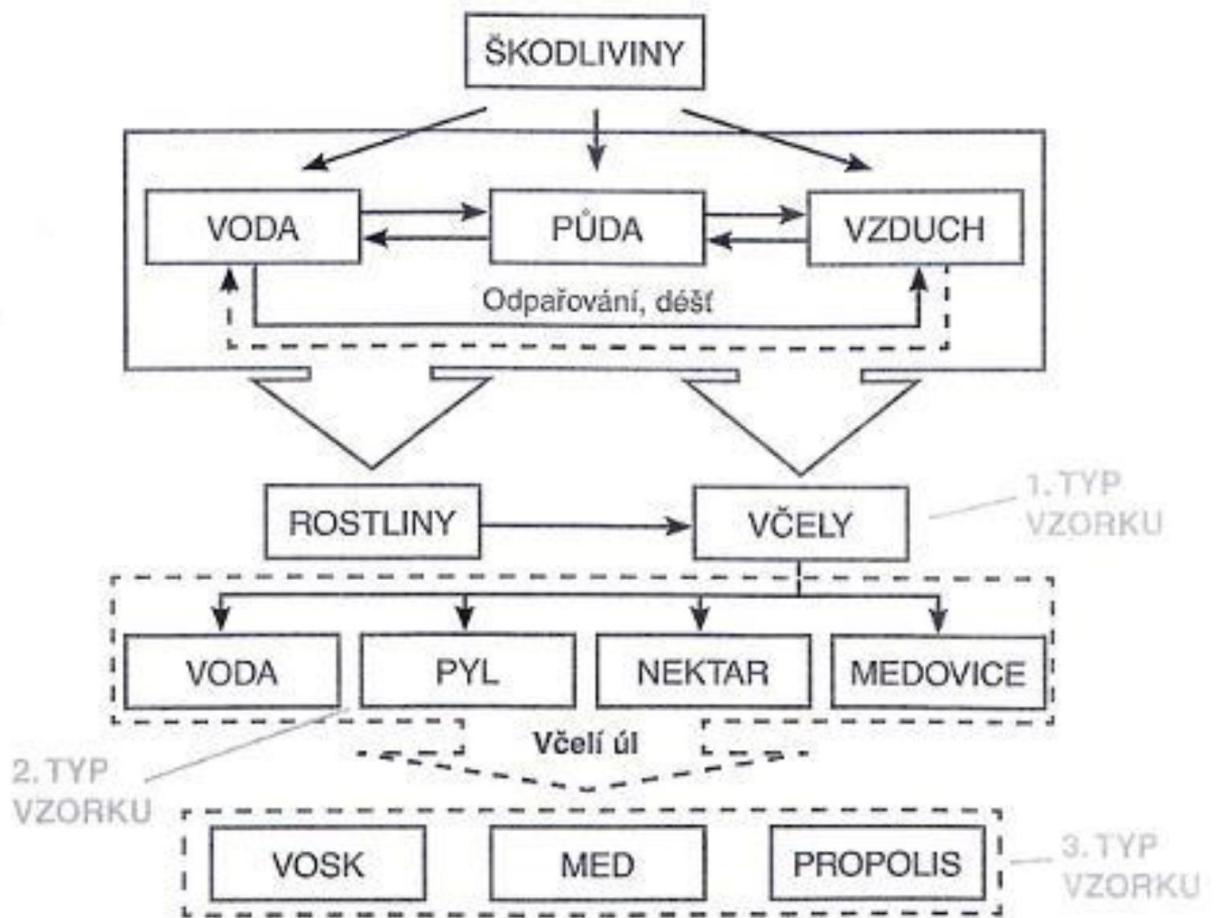 ŠKODLIVINY
VODA
PŮDA
VZDUCH
Odpařování, déšť
ROSTLINY
VČELY
1. TYP
VZORKU
VODA
PYL
NEKTAR
MEDOVICE
Včelí úl
2. TYP
VZORKU
VOSK
MED
PROPOLIS
3. TYP
VZORKU